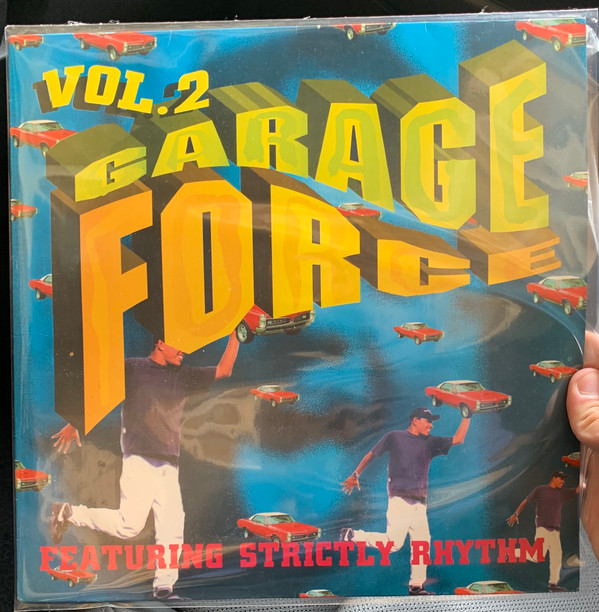 VOL.2
GARAGE
FORCE
FEATURING STRICTLY RHYTHM